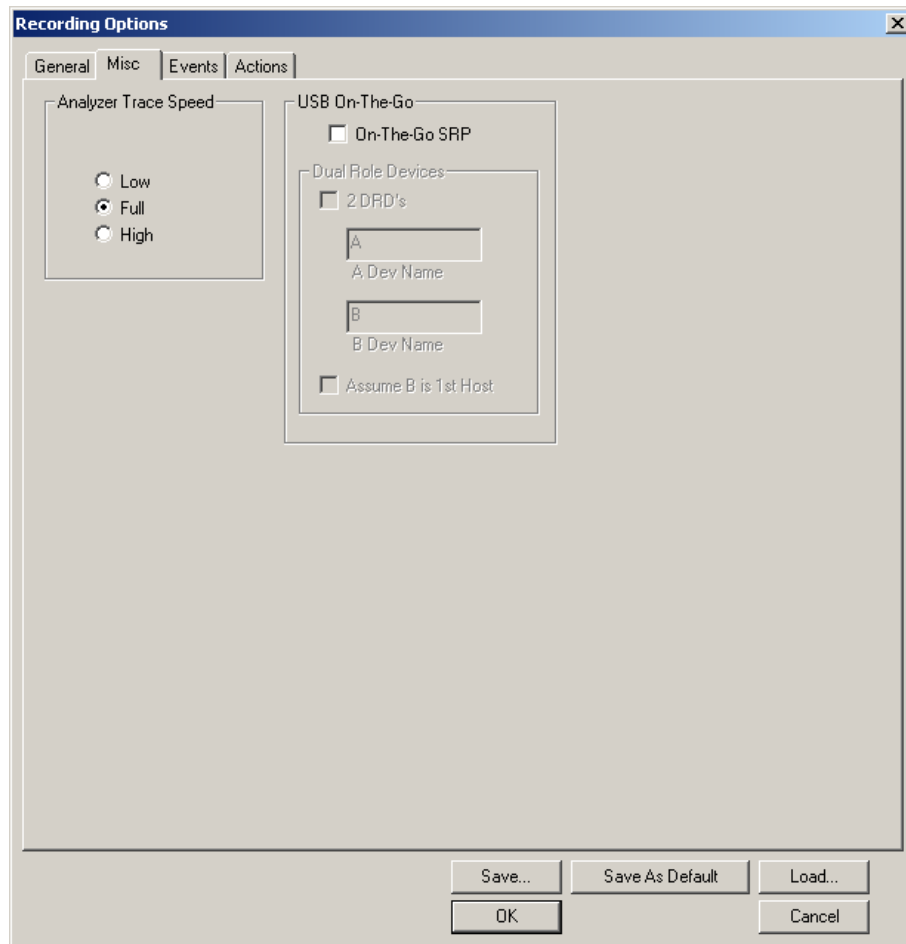 Recording Options
General Misc Events Actions
Analyzer Trace Speed
Low
Full
High
USB On-The-Go
On-The-Go SRP
Dual Role Devices
2 DRD's
A
A Dev Name
B
B Dev Name
Assume B is 1st Host
Save... Save As Default Load...
OK Cancel